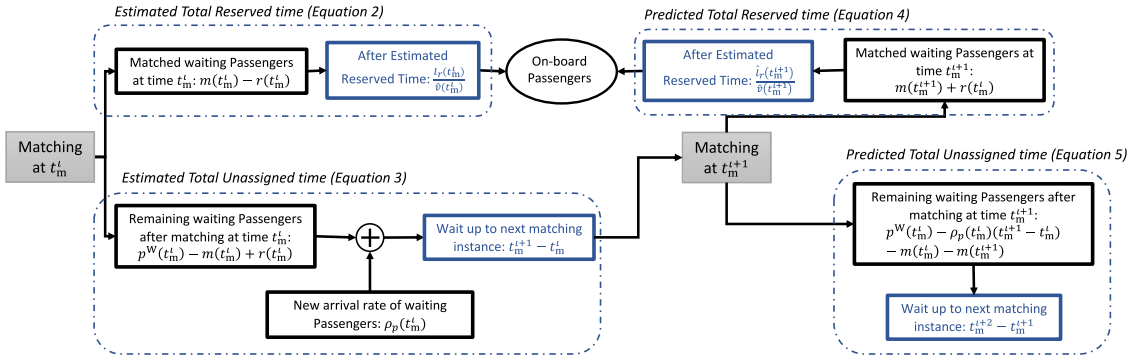 Estimated Total Reserved time (Equation 2)
Matched waiting Passengers
at time t_m^ι: m(t_m^ι) − r(t_m^ι)
After Estimated
Reserved Time: l_r(t_m^ι)/v̄(t_m^ι)
On-board
Passengers
Predicted Total Reserved time (Equation 4)
After Estimated
Reserved Time: l̂_r(t_m^{ι+1})/v̄(t_m^{ι+1})
Matched waiting Passengers at
time t_m^{ι+1}:
m(t_m^{ι+1}) + r(t_m^ι)
Matching
at t_m^ι
Estimated Total Unassigned time (Equation 3)
Remaining waiting Passengers
after matching at time t_m^ι:
p^W(t_m^ι) − m(t_m^ι) + r(t_m^ι)
+
Wait up to next matching
instance: t_m^{ι+1} − t_m^ι
New arrival rate of waiting
Passengers: ρ_p(t_m^ι)
Matching
at t_m^{ι+1}
Predicted Total Unassigned time (Equation 5)
Remaining waiting Passengers after
matching at time t_m^{ι+1}:
p^W(t_m^ι) − ρ_p(t_m^ι)(t_m^{ι+1} − t_m^ι)
− m(t_m^ι) − m(t_m^{ι+1})
Wait up to next matching
instance: t_m^{ι+2} − t_m^{ι+1}